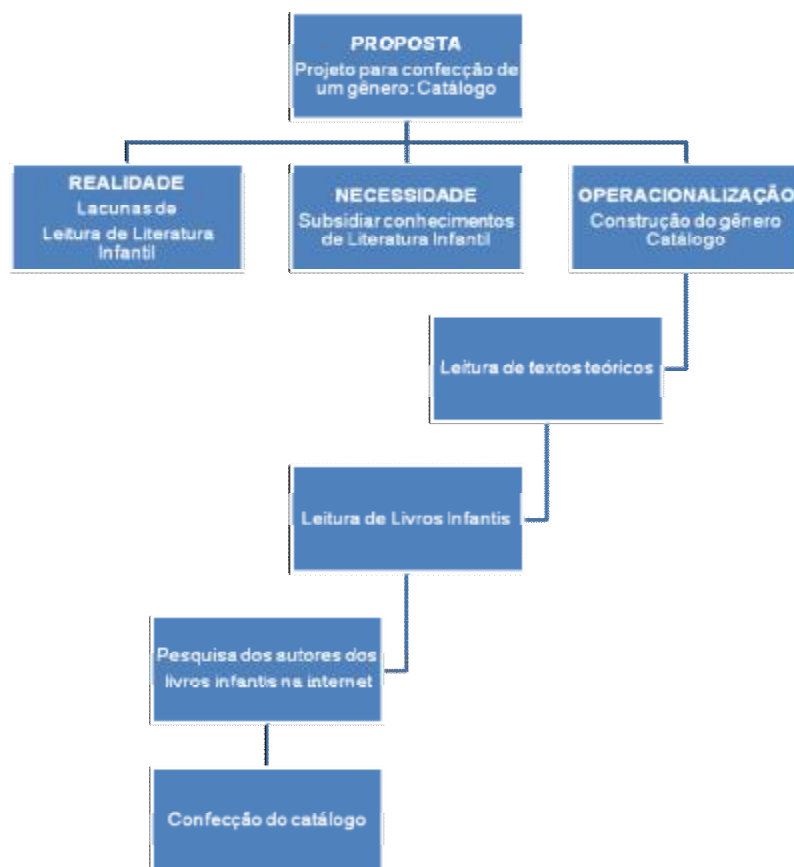 PROPOSTA
Projeto para confecção de
um gênero: Catálogo
REALIDADE
Lacunas de
Leitura de Literatura
Infantil
NECESSIDADE
Subsidiar conhecimentos
de Literatura Infantil
OPERACIONALIZAÇÃO
Construção do gênero
Catálogo
Leitura de textos teóricos
Leitura de Livros Infantis
Pesquisa dos autores dos
livros infantis na internet
Confecção do catálogo